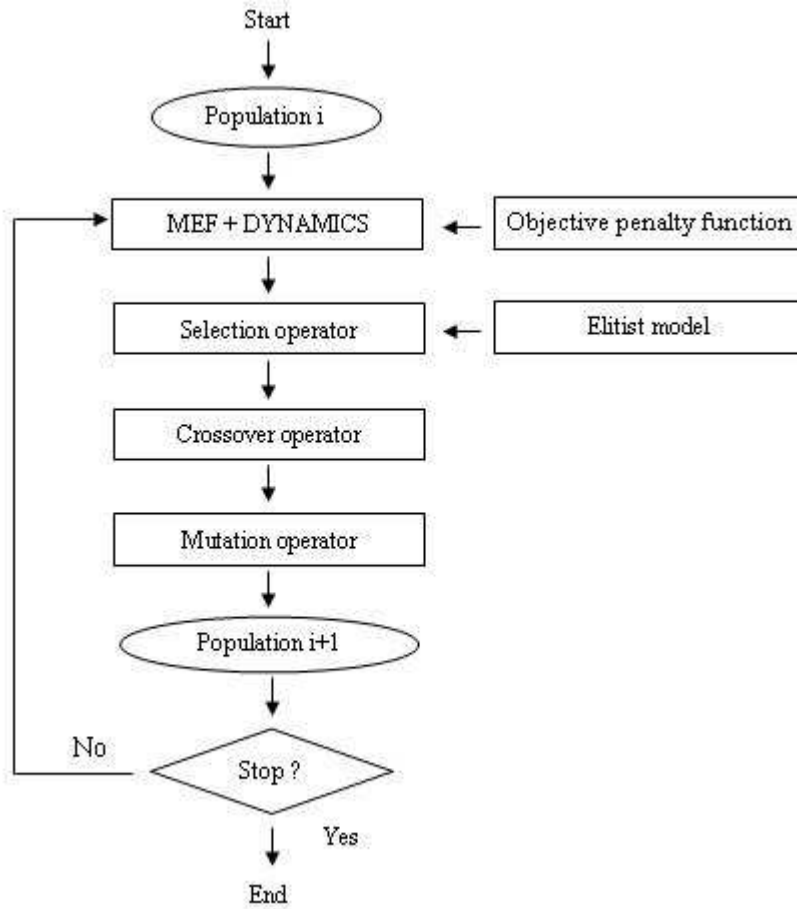 Start
Population i
MEF + DYNAMICS
Objective penalty function
Selection operator
Elitist model
Crossover operator
Mutation operator
Population i+1
No
Stop ?
Yes
End